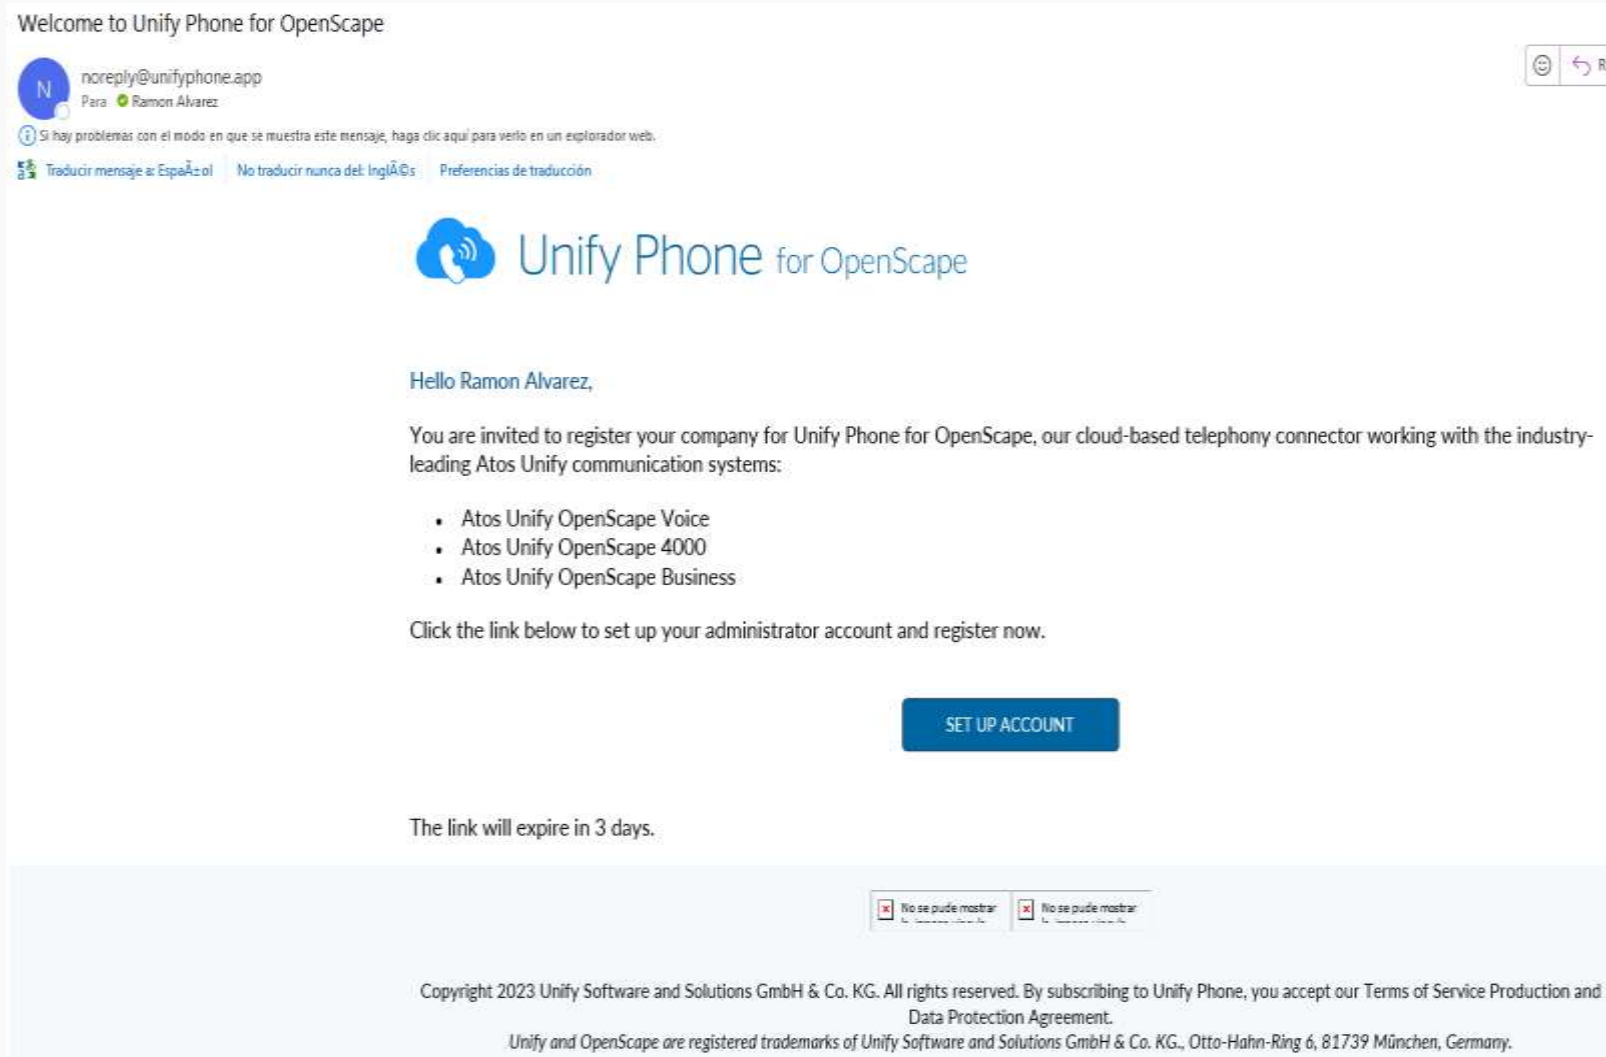 Welcome to Unify Phone for OpenScape
N
noreply@unifyphone.app
Para Ramon Alvarez
R
Si hay problemas con el modo en que se muestra este mensaje, haga clic aquí para verlo en un explorador web.
Traducir mensaje a: EspaÃ±ol No traducir nunca del: InglÃ©s Preferencias de traducción
Unify Phone for OpenScape
Hello Ramon Alvarez,
You are invited to register your company for Unify Phone for OpenScape, our cloud-based telephony connector working with the industry-
leading Atos Unify communication systems:
• Atos Unify OpenScape Voice
• Atos Unify OpenScape 4000
• Atos Unify OpenScape Business
Click the link below to set up your administrator account and register now.
SET UP ACCOUNT
The link will expire in 3 days.
No se pude mostrar No se pude mostrar
Copyright 2023 Unify Software and Solutions GmbH & Co. KG. All rights reserved. By subscribing to Unify Phone, you accept our Terms of Service Production and
Data Protection Agreement.
Unify and OpenScape are registered trademarks of Unify Software and Solutions GmbH & Co. KG., Otto-Hahn-Ring 6, 81739 München, Germany.